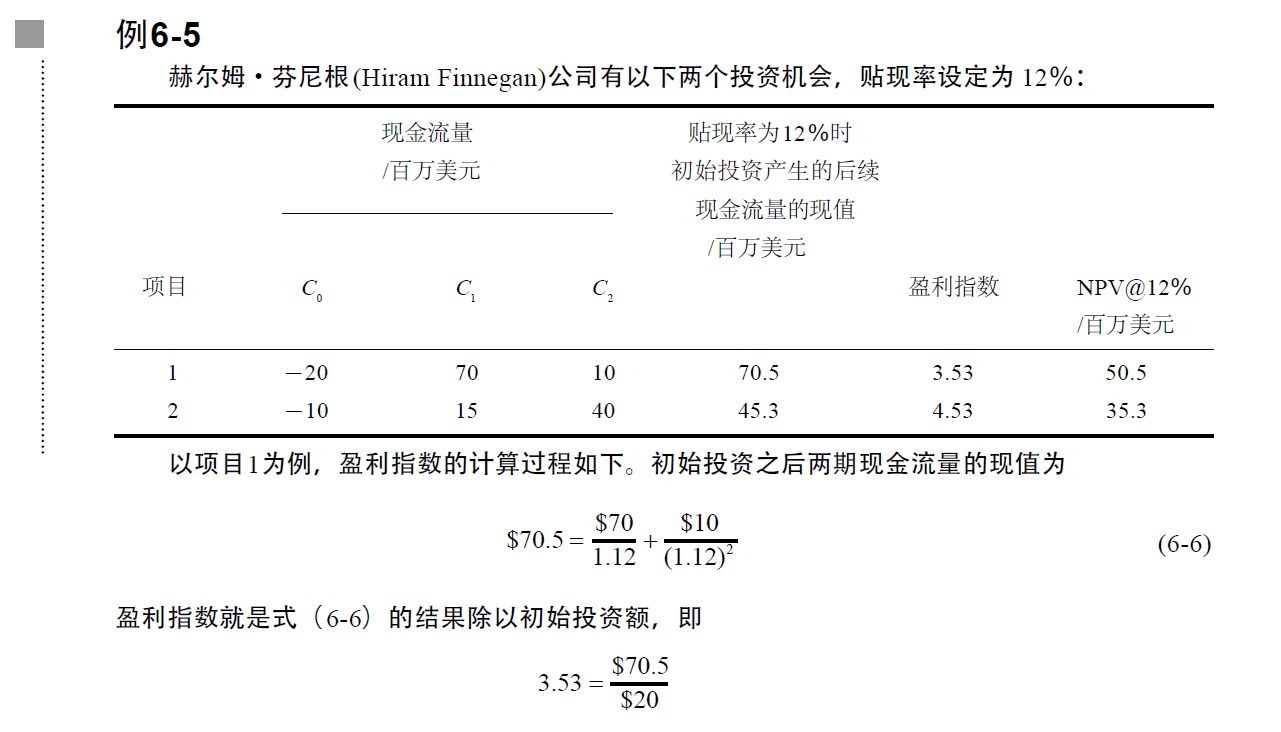 例6-5
赫尔姆·芬尼根(Hiram Finnegan)公司有以下两个投资机会，贴现率设定为 12%：
现金流量 贴现率为12%时
/百万美元 初始投资产生的后续
现金流量的现值
/百万美元
项目 C0 C1 C2 盈利指数 NPV@12%
/百万美元
1 －20 70 10 70.5 3.53 50.5
2 －10 15 40 45.3 4.53 35.3
以项目1为例，盈利指数的计算过程如下。初始投资之后两期现金流量的现值为
$70.5 = $70/1.12 + $10/(1.12)² (6-6)
盈利指数就是式（6-6）的结果除以初始投资额，即
3.53 = $70.5/$20